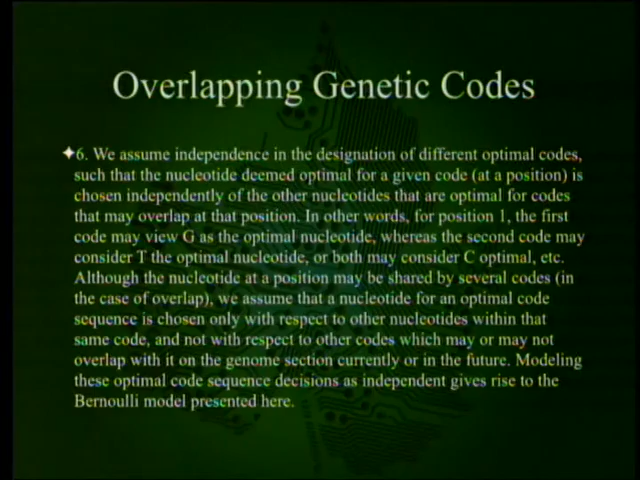 Overlapping Genetic Codes
✦6. We assume independence in the designation of different optimal codes,
such that the nucleotide deemed optimal for a given code (at a position) is
chosen independently of the other nucleotides that are optimal for codes
that may overlap at that position. In other words, for position 1, the first
code may view G as the optimal nucleotide, whereas the second code may
consider T the optimal nucleotide, or both may consider C optimal, etc.
Although the nucleotide at a position may be shared by several codes (in
the case of overlap), we assume that a nucleotide for an optimal code
sequence is chosen only with respect to other nucleotides within that
same code, and not with respect to other codes which may or may not
overlap with it on the genome section currently or in the future. Modeling
these optimal code sequence decisions as independent gives rise to the
Bernoulli model presented here.